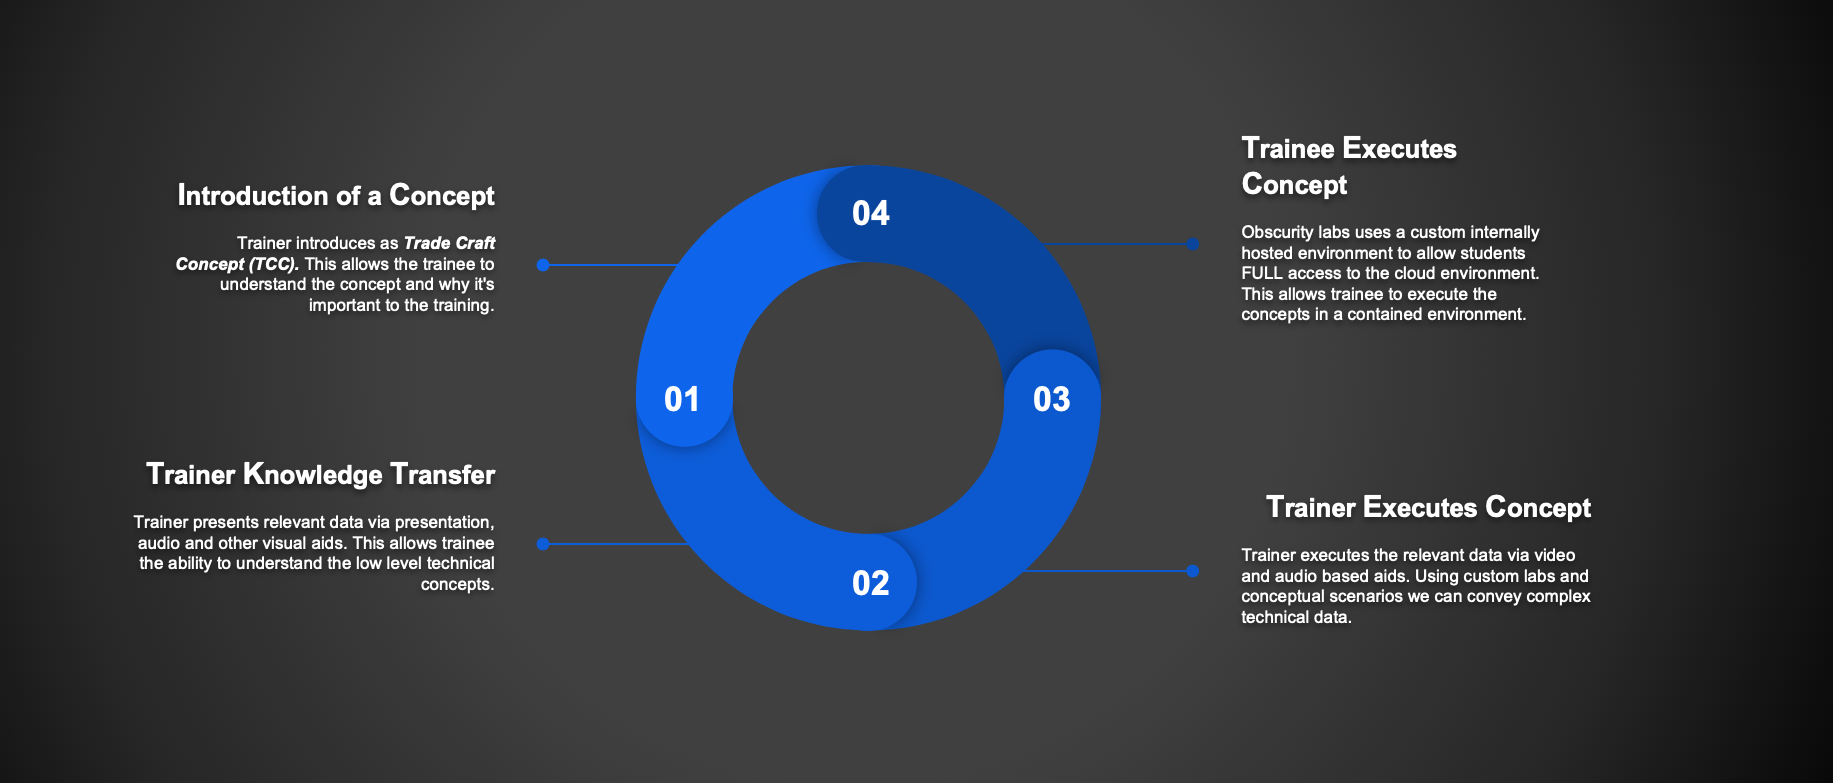 Introduction of a Concept
Trainer introduces as Trade Craft
Concept (TCC). This allows the trainee to
understand the concept and why it's
important to the training.
01
Trainer Knowledge Transfer
Trainer presents relevant data via presentation,
audio and other visual aids. This allows trainee
the ability to understand the low level technical
concepts.
02
Trainer Executes Concept
Trainer executes the relevant data via video
and audio based aids. Using custom labs and
conceptual scenarios we can convey complex
technical data.
03
Trainee Executes
Concept
Obscurity labs uses a custom internally
hosted environment to allow students
FULL access to the cloud environment.
This allows trainee to execute the
concepts in a contained environment.
04